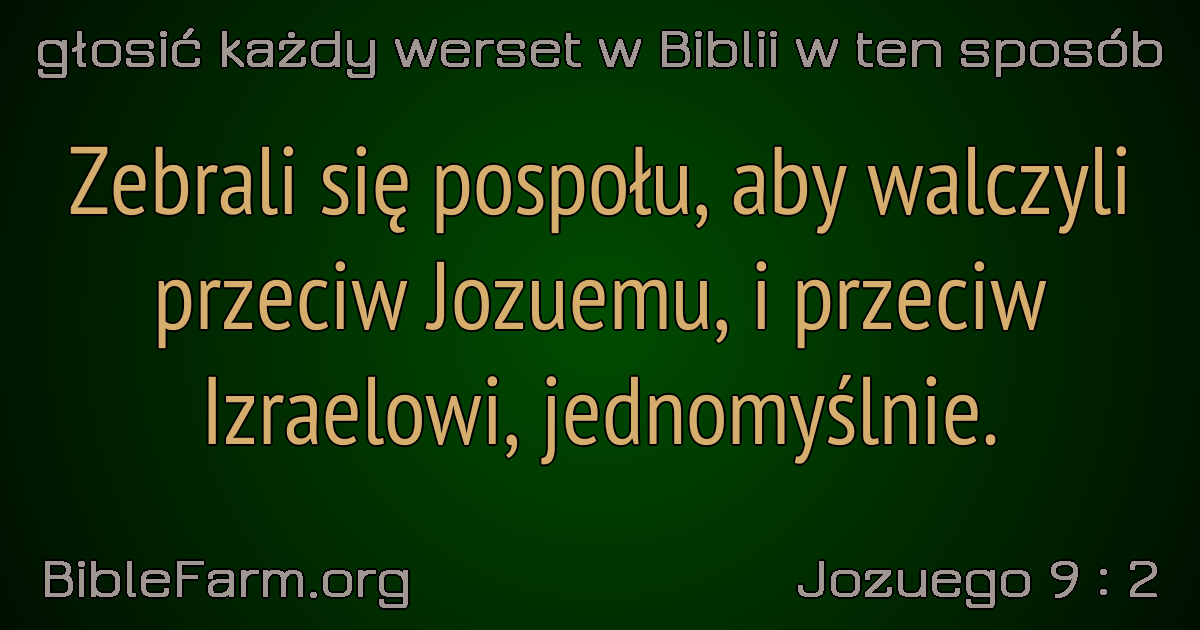 głosić każdy werset w Biblii w ten sposób
Zebrali się pospołu, aby walczyli
przeciw Jozuemu, i przeciw
Izraelowi, jednomyślnie.
BibleFarm.org
Jozuego 9 : 2